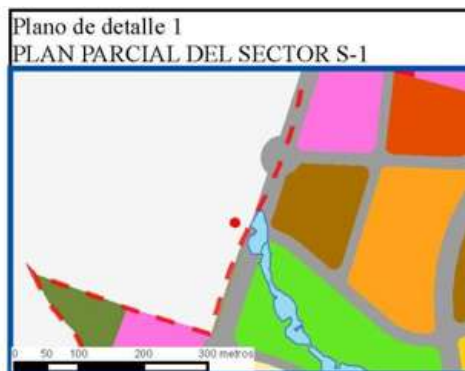 Plano de detalle 1
PLAN PARCIAL DEL SECTOR S-1
0 50 100 200 300 metros